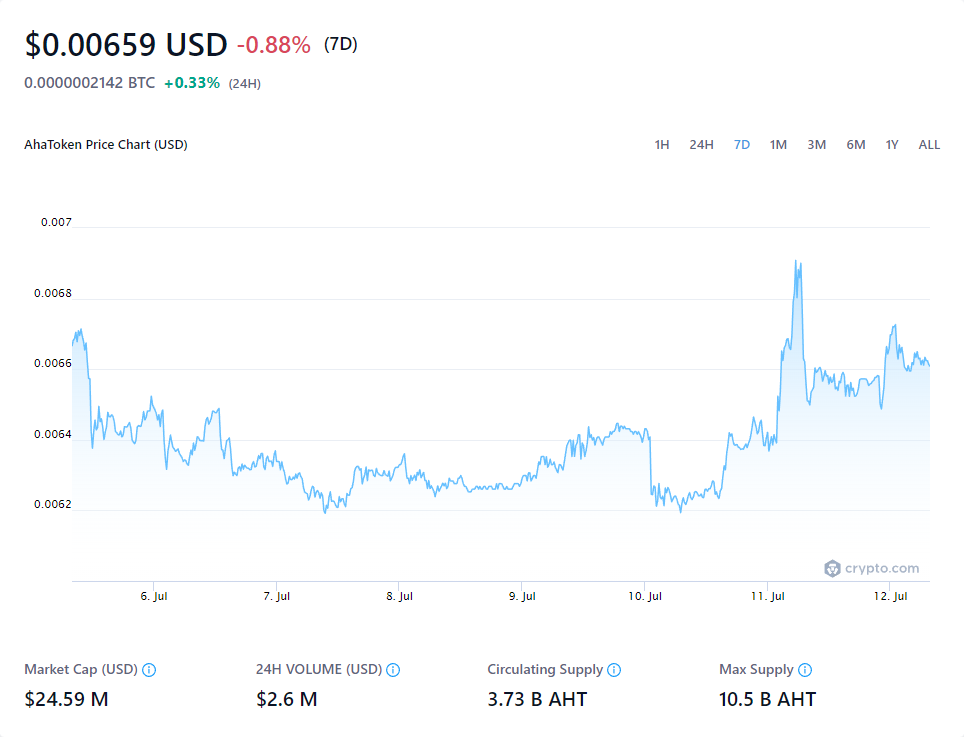 $0.00659 USD -0.88% (7D)
0.0000002142 BTC +0.33% (24H)
AhaToken Price Chart (USD)
1H 24H 7D 1M 3M 6M 1Y ALL
0.007
0.0068
0.0066
0.0064
0.0062
crypto.com
6. Jul 7. Jul 8. Jul 9. Jul 10. Jul 11. Jul 12. Jul
Market Cap (USD) 24H VOLUME (USD) Circulating Supply Max Supply
$24.59 M $2.6 M 3.73 B AHT 10.5 B AHT